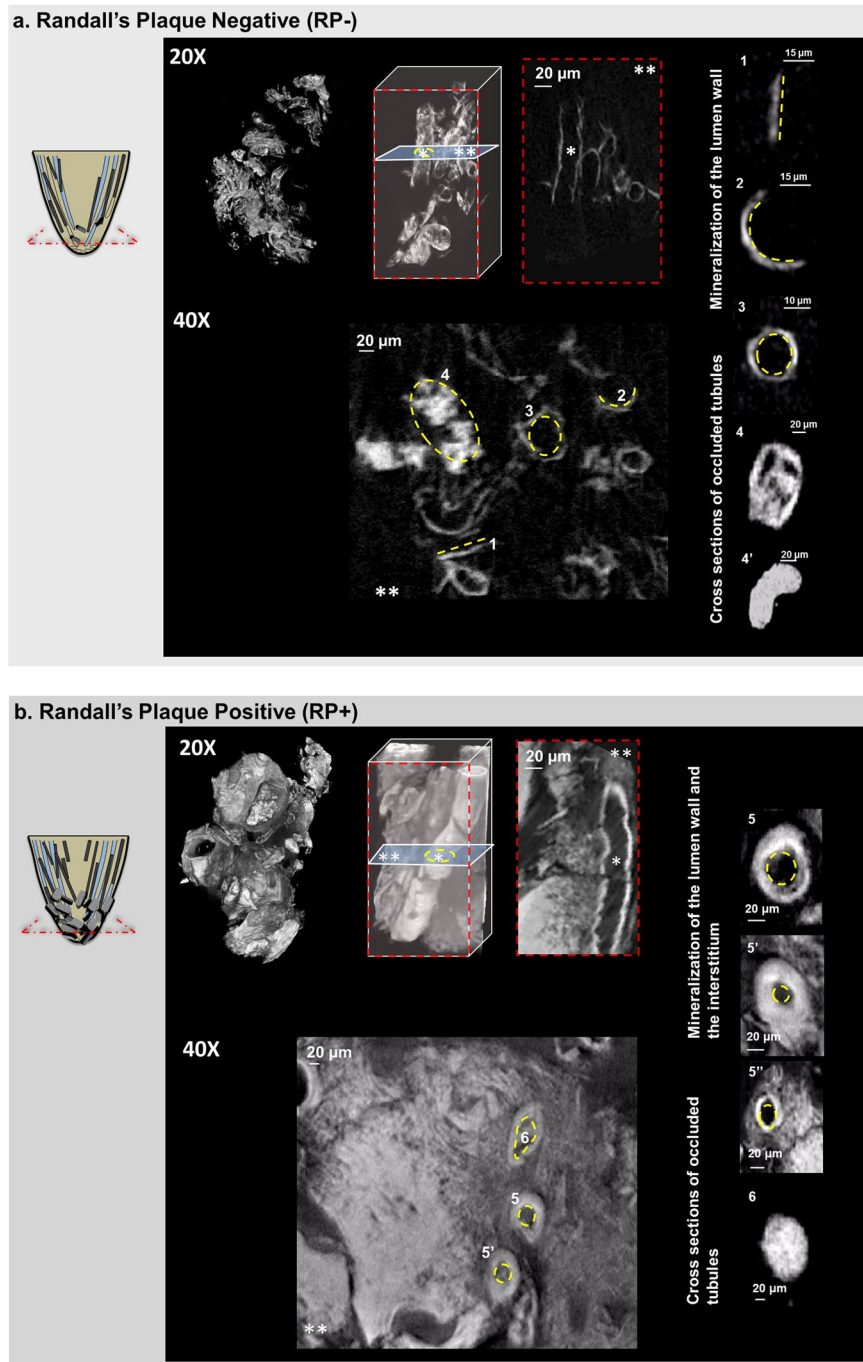 a. Randall’s Plaque Negative (RP-)
20X
20 µm
**
*
* *
*
1
15 µm
2
15 µm
Mineralization of the lumen wall
40X
20 µm
4
3
2
1
**
3
10 µm
4
20 µm
4’
20 µm
Cross sections of occluded tubules
b. Randall’s Plaque Positive (RP+)
20X
* *
*
20 µm
**
*
5
20 µm
5’
20 µm
5’’
20 µm
Mineralization of the lumen wall and
the interstitium
40X
20 µm
6
5
5’
**
6
20 µm
Cross sections of occluded
tubules